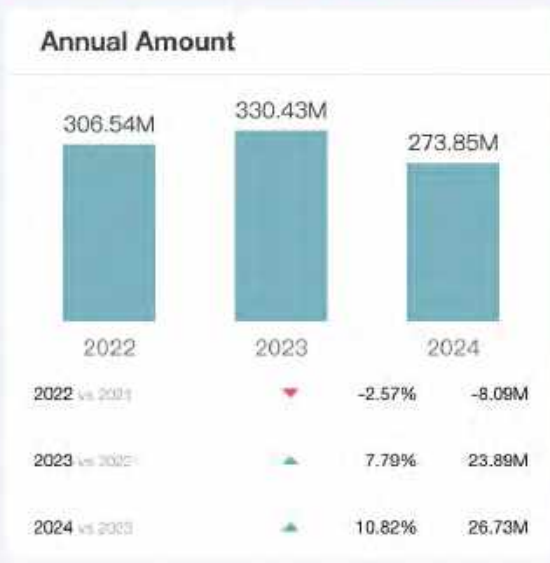 Annual Amount
306.54M
330.43M
273.85M
2022
2023
2024
2022 vs 2021
-2.57%
-8.09M
2023 vs 2022
7.79%
23.89M
2024 vs 2023
10.82%
26.73M